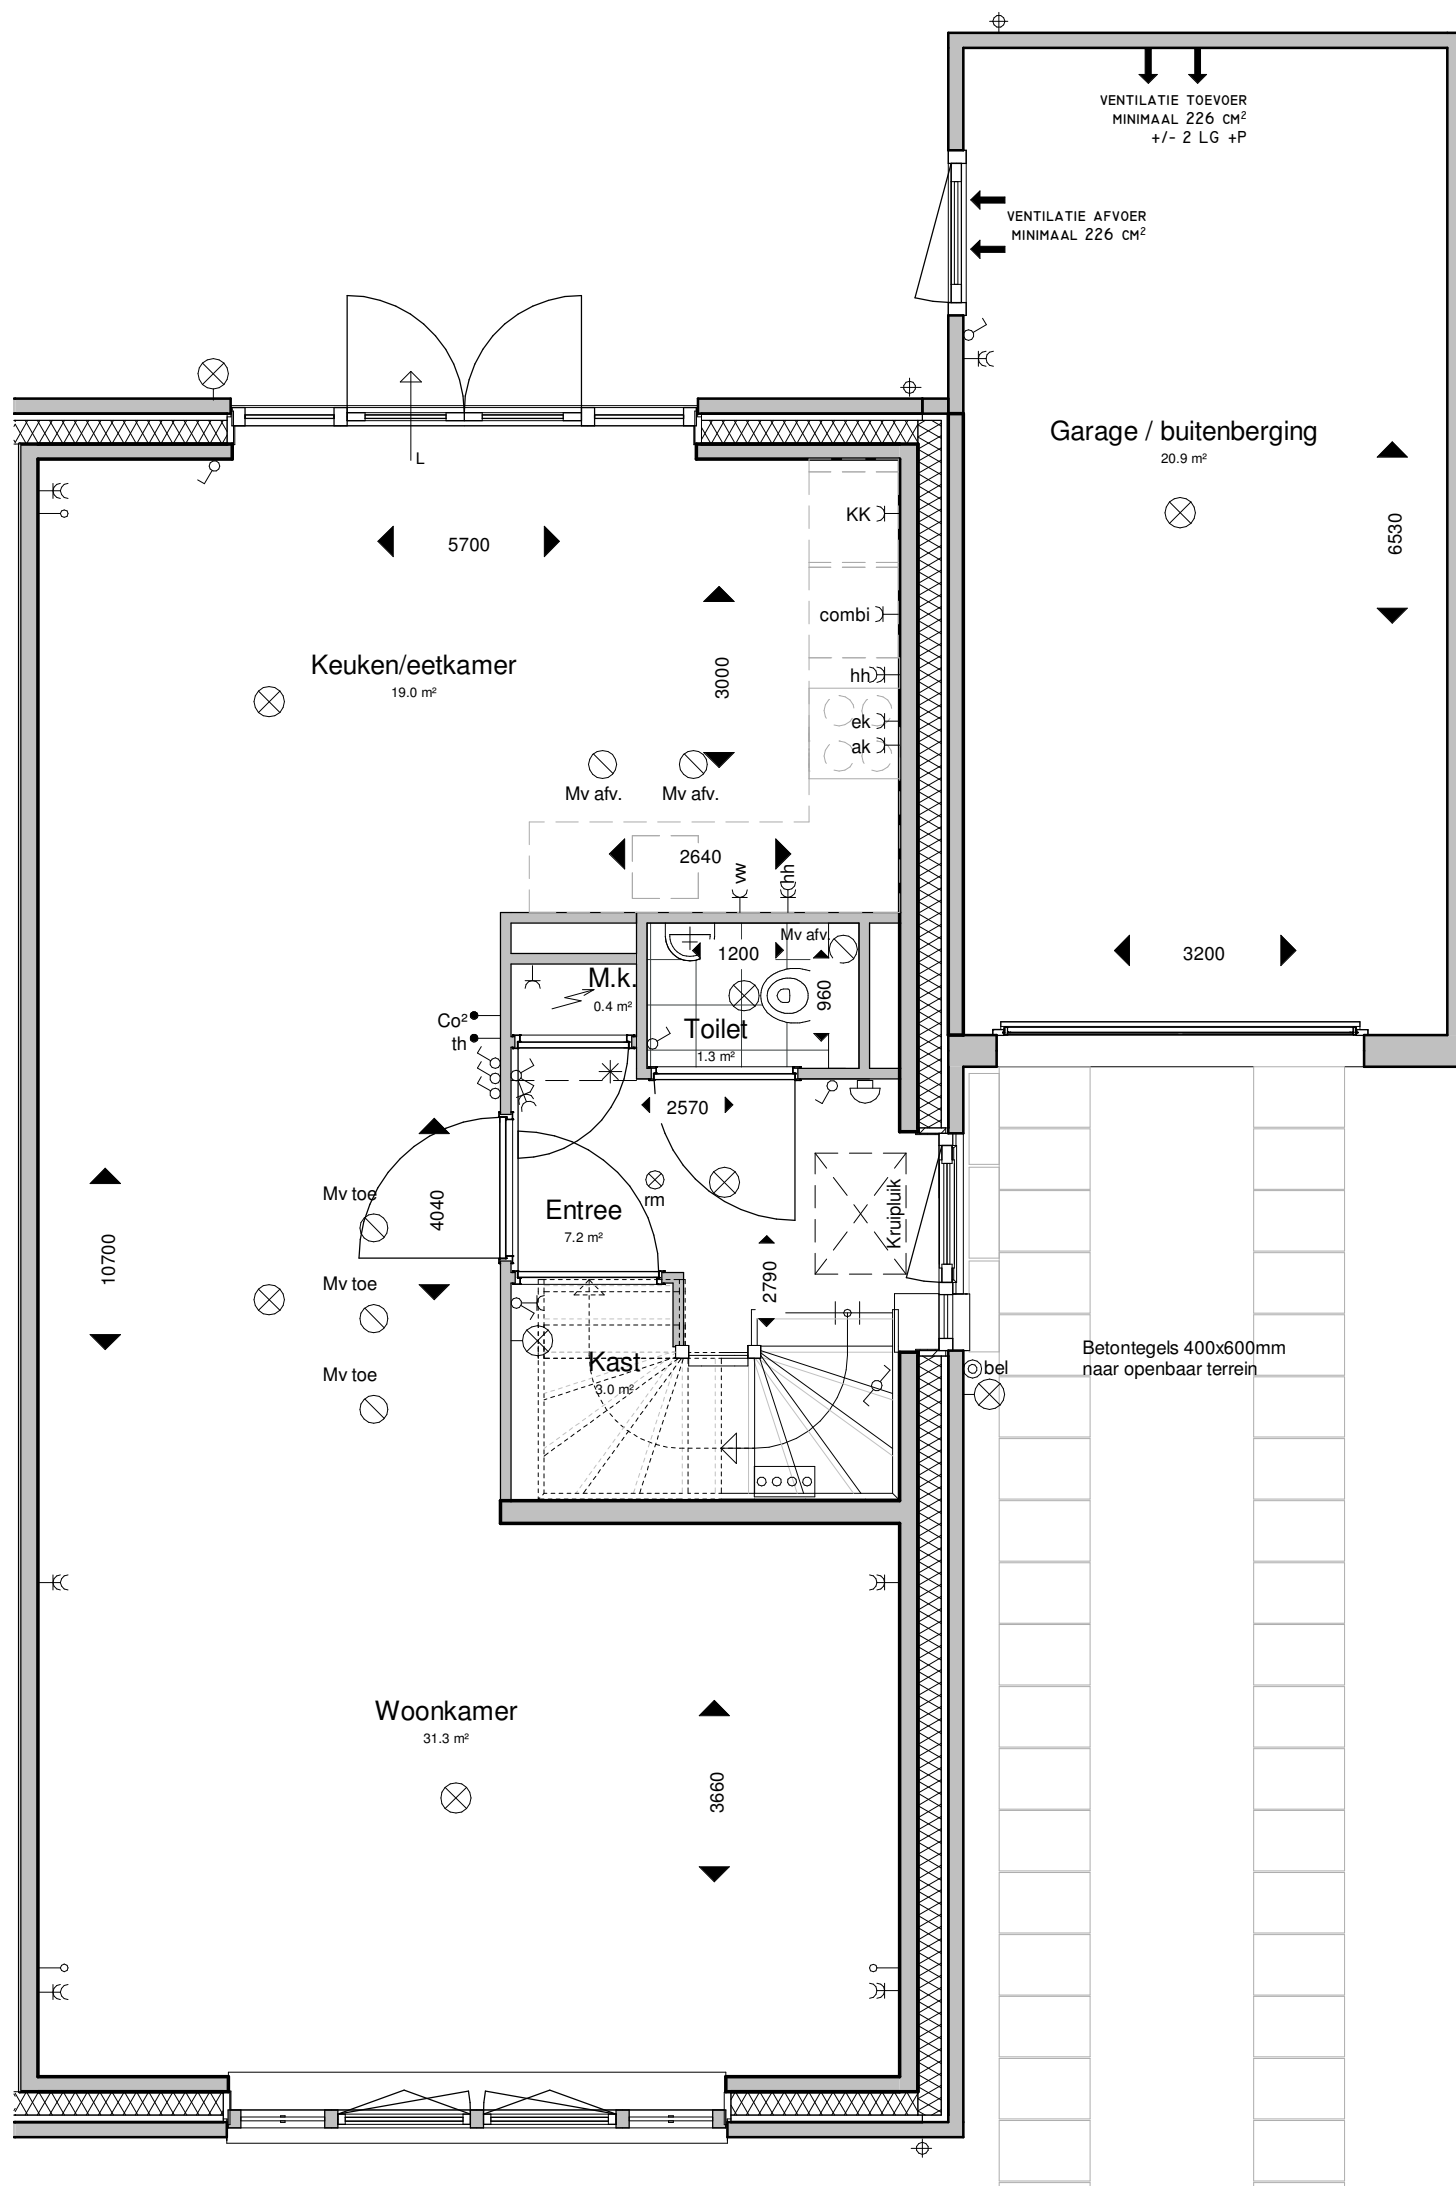 VENTILATIE TOEVOER
MINIMAAL 226 CM²
+/- 2 LG +P
VENTILATIE AFVOER
MINIMAAL 226 CM²
Garage / buitenberging
20.9 m²
6530
3200
L
5700
KK
combi
hh
ek
ak
3000
Keuken/eetkamer
19.0 m²
Mv afv.
Mv afv.
2640
vw
hh
Mv afv.
1200
960
M.k.
0.4 m²
Toilet
1.3 m²
Co²
th
2570
4040
10700
Mv toe
Mv toe
Mv toe
Entree
7.2 m²
rm
Kruipluik
2790
Kast
3.0 m²
bel
Betontegels 400x600mm
naar openbaar terrein
Woonkamer
31.3 m²
3660